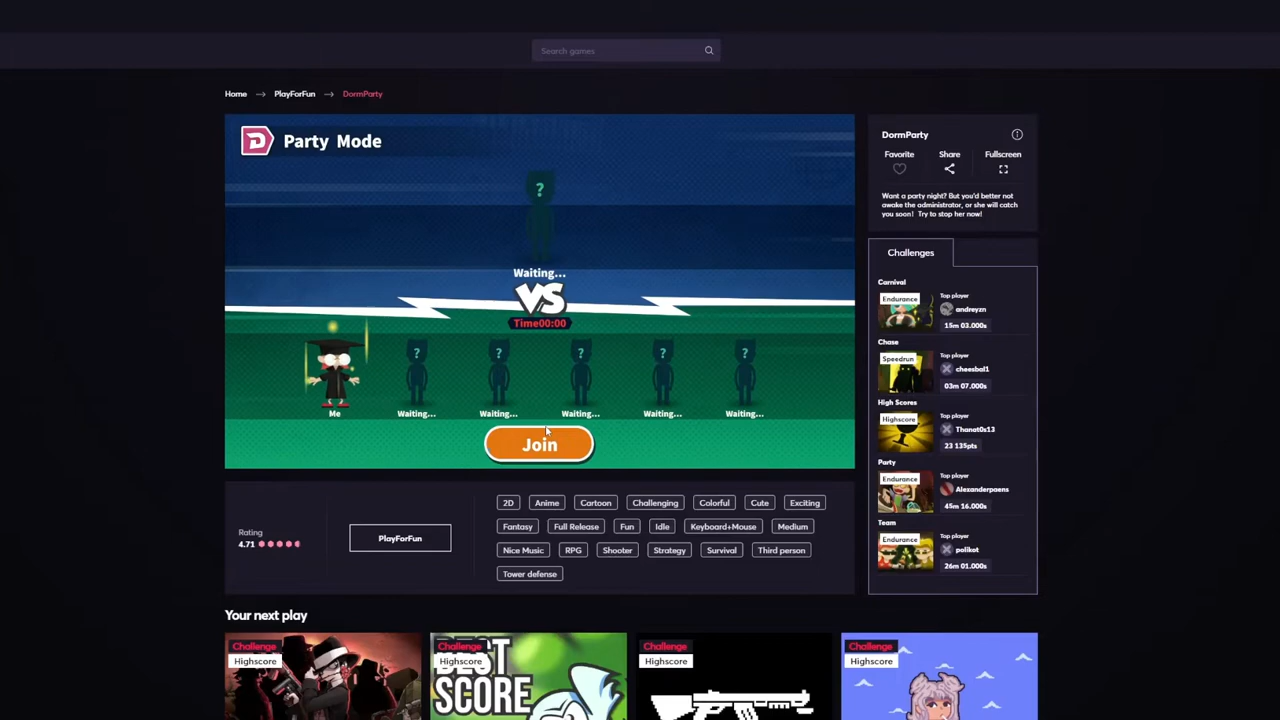 Search games
Home
PlayForFun
DormParty
D Party Mode
?
Waiting...
VS
Time00:00
? ? ? ? ?
Me Waiting... Waiting... Waiting... Waiting... Waiting...
Join
DormParty
Favorite Share Fullscreen
Want a party night? But you'd better not
awake the administrator, or she will catch
you soon! Try to stop her now!
Challenges
Carnival
Endurance
Top player
andreyzn
15m 03.000s
Chase
Speedrun
Top player
cheesbal1
03m 07.000s
High Scores
Highscore
Top player
Thanat0s13
23 135pts
Party
Endurance
Top player
Alexanderpaens
45m 16.000s
Team
Endurance
Top player
polikot
26m 01.000s
Rating
4.71
PlayForFun
2D Anime Cartoon Challenging Colorful Cute Exciting
Fantasy Full Release Fun Idle Keyboard+Mouse Medium
Nice Music RPG Shooter Strategy Survival Third person
Tower defense
Your next play
Challenge
Highscore
Challenge
Highscore
BEST
SCORE
Challenge
Highscore
Challenge
Highscore